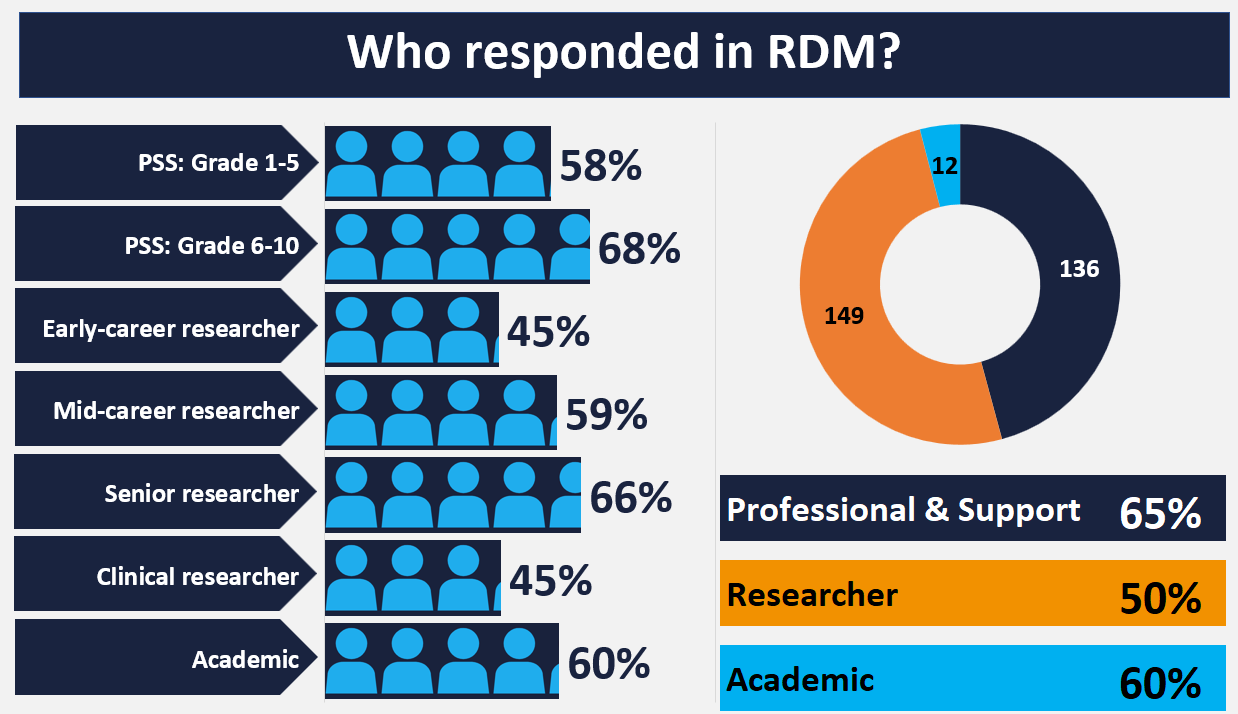 Who responded in RDM?
PSS: Grade 1-5
58%
PSS: Grade 6-10
68%
Early-career researcher
45%
Mid-career researcher
59%
Senior researcher
66%
Clinical researcher
45%
Academic
60%
12
136
149
Professional & Support 65%
Researcher 50%
Academic 60%